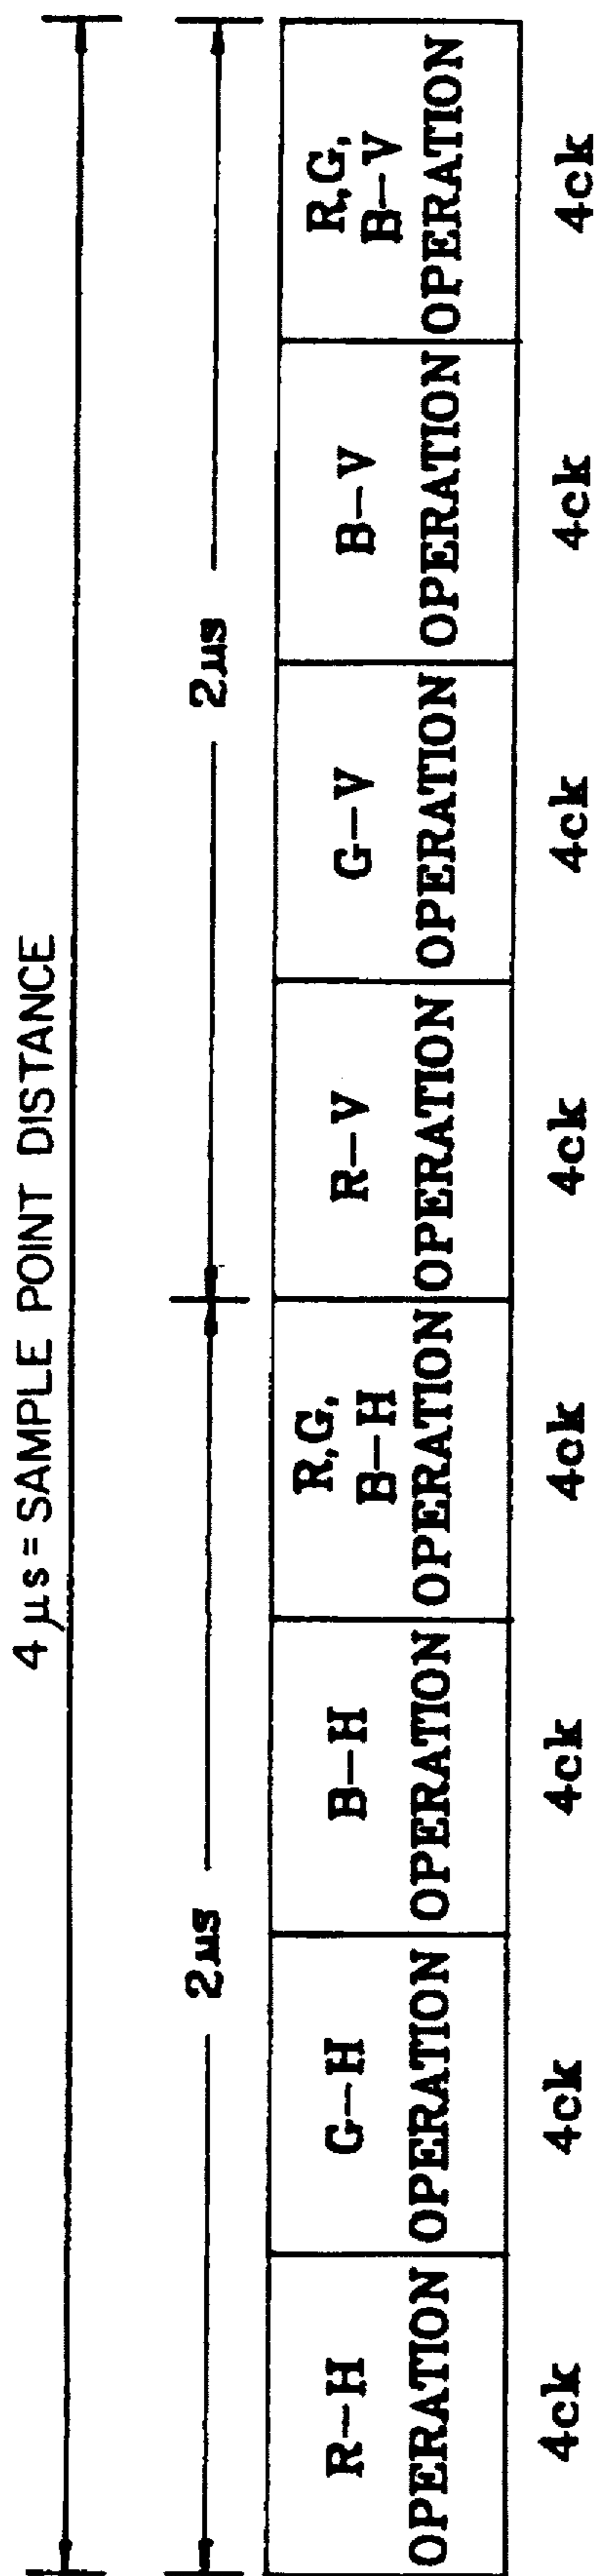 4 µs = SAMPLE POINT DISTANCE
2µs
2µs
R–H
OPERATION
G–H
OPERATION
B–H
OPERATION
R,G,
B–H
OPERATION
R–V
OPERATION
G–V
OPERATION
B–V
OPERATION
R,G,
B–V
OPERATION
4ck
4ck
4ck
4ck
4ck
4ck
4ck
4ck